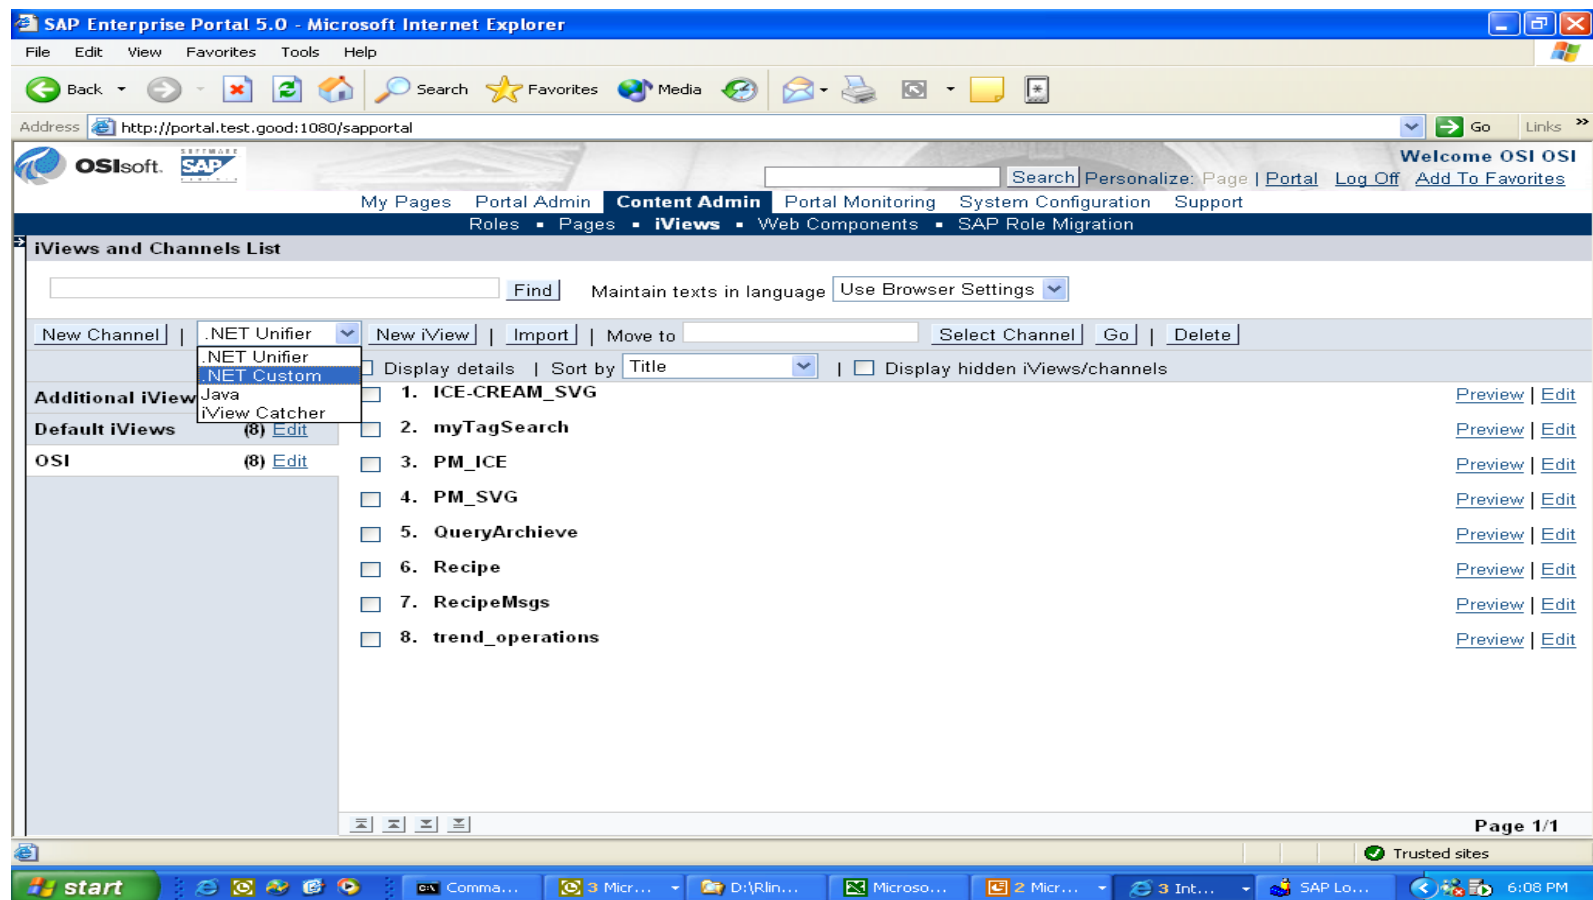 SAP Enterprise Portal 5.0 - Microsoft Internet Explorer
File Edit View Favorites Tools Help
Back Search Favorites Media
Address http://portal.test.good:1080/sapportal Go Links »
OSIsoft. SOFTWARE SAP Welcome OSI OSI
Search Personalize: Page | Portal Log Off Add To Favorites
My Pages Portal Admin Content Admin Portal Monitoring System Configuration Support
Roles ▪ Pages ▪ iViews ▪ Web Components ▪ SAP Role Migration
iViews and Channels List
Find Maintain texts in language Use Browser Settings
New Channel | .NET Unifier New iView | Import | Move to Select Channel Go | Delete
.NET Unifier
.NET Custom
Java
iView Catcher
Display details | Sort by Title | Display hidden iViews/channels
Additional iView
Default iViews (8) Edit
OSI (8) Edit
1. ICE-CREAM_SVG Preview | Edit
2. myTagSearch Preview | Edit
3. PM_ICE Preview | Edit
4. PM_SVG Preview | Edit
5. QueryArchieve Preview | Edit
6. Recipe Preview | Edit
7. RecipeMsgs Preview | Edit
8. trend_operations Preview | Edit
Page 1/1
Trusted sites
start Comma... 3 Micr... D:\Rlin... Microso... 2 Micr... 3 Int... SAP Lo... 6:08 PM